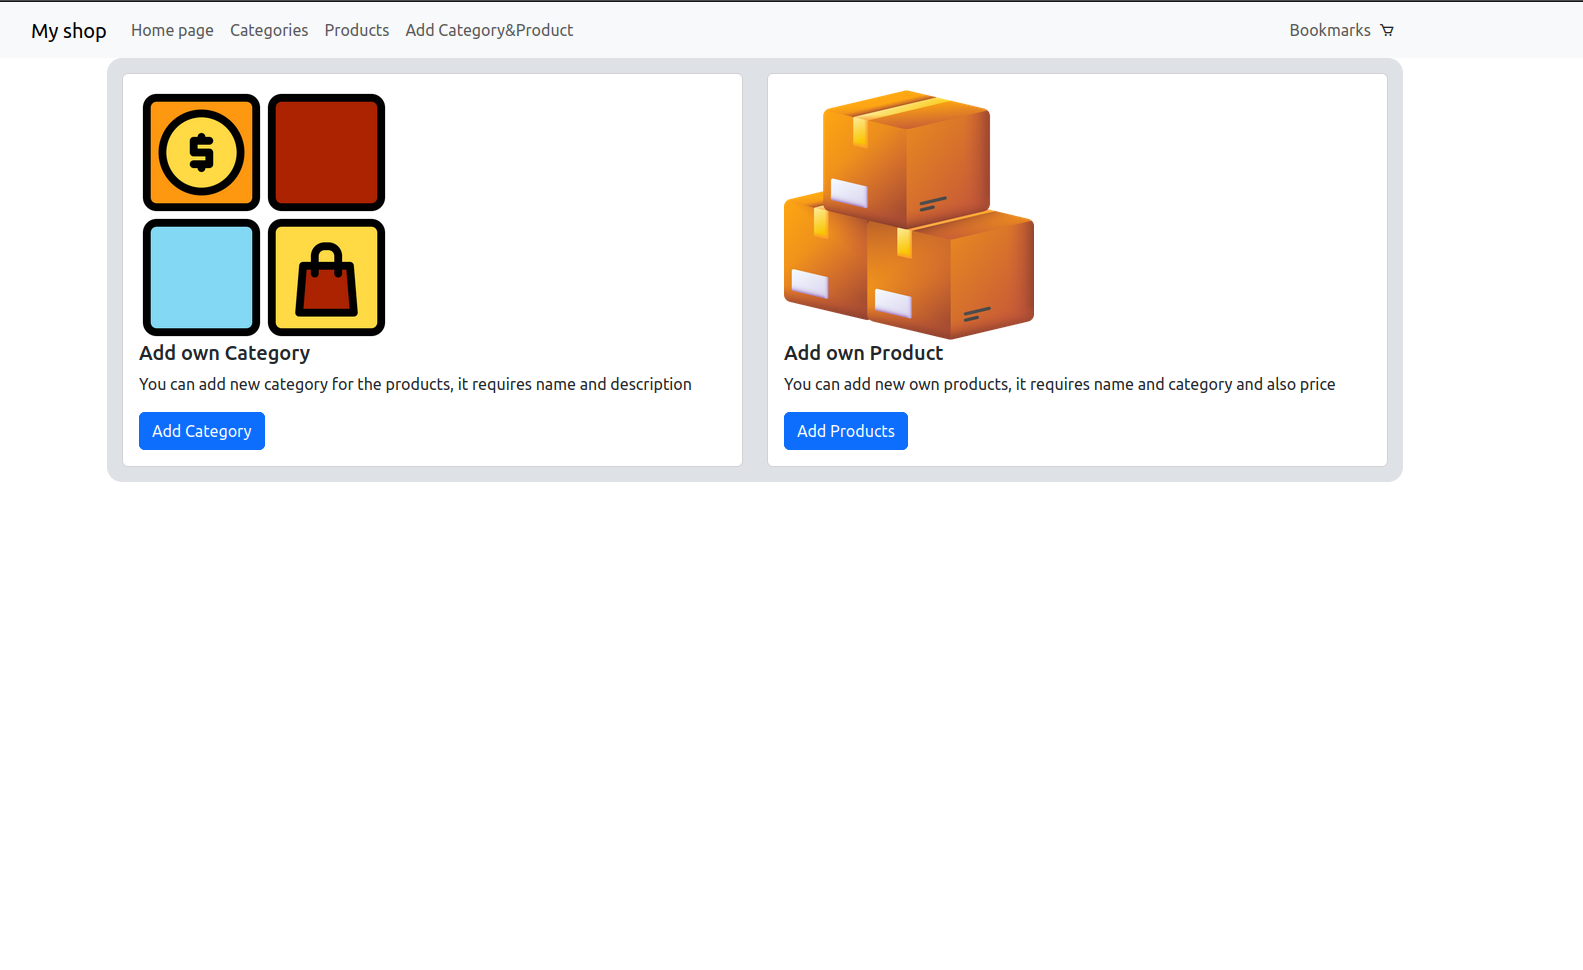 My shop Home page Categories Products Add Category&Product Bookmarks
$
Add own Category
You can add new category for the products, it requires name and description
Add Category
Add own Product
You can add new own products, it requires name and category and also price
Add Products